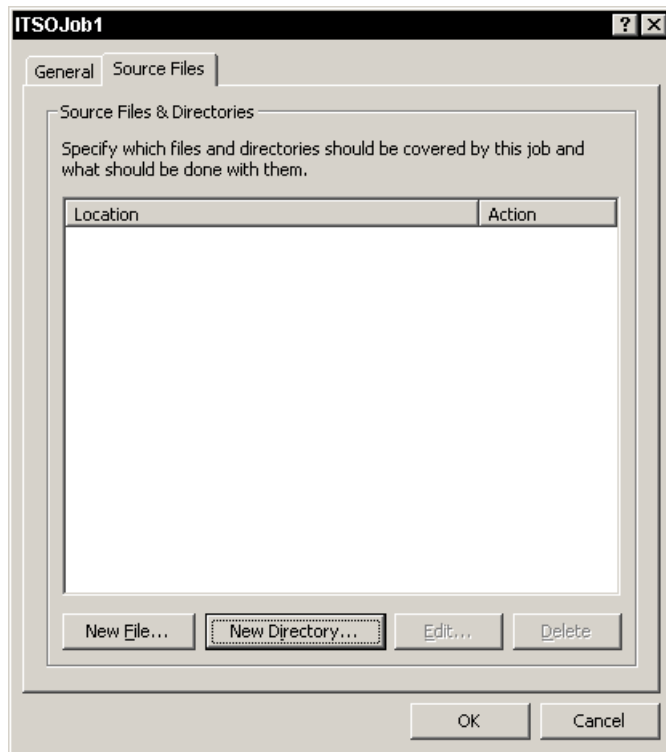 ITSOJob1
General Source Files
Source Files & Directories
Specify which files and directories should be covered by this job and
what should be done with them.
Location Action
New File... New Directory... Edit... Delete
OK Cancel